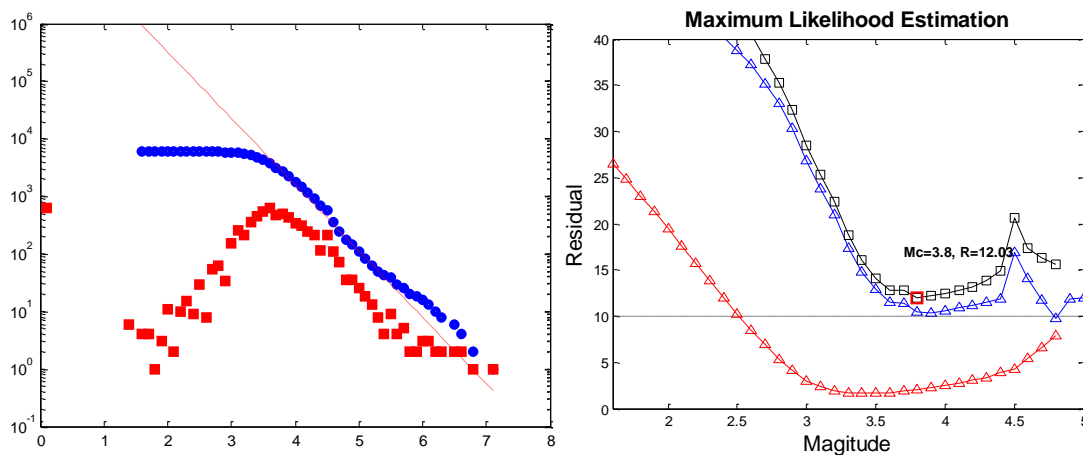 10^6
10^5
10^4
10^3
10^2
10^1
10^0
10^-1
0 1 2 3 4 5 6 7 8
Maximum Likelihood Estimation
Residual
40
35
30
25
20
15
10
5
0
Mc=3.8, R=12.03
2 2.5 3 3.5 4 4.5 5
Magitude